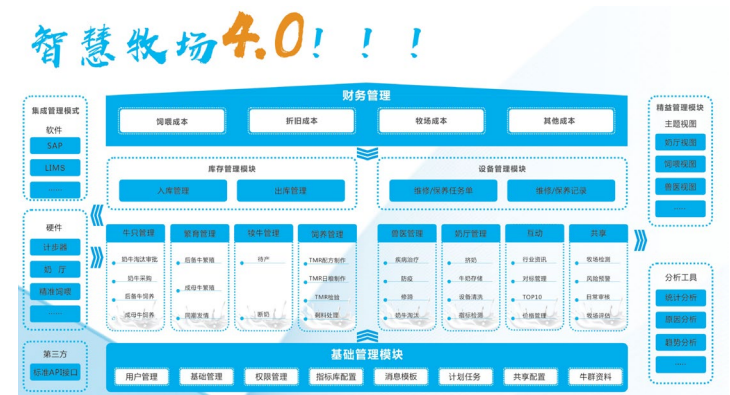 智慧牧场4.0！！！
集成管理模式
软件
SAP
LIMS
......
硬件
计步器
奶 厅
精准饲喂
......
第三方
标准API接口
财务管理
饲喂成本 折旧成本 牧场成本 其他成本
库存管理模块
入库管理 出库管理
设备管理模块
维修/保养任务单 维修/保养记录
牛只管理
奶牛淘汰审批
奶牛采购
后备牛饲养
成母牛饲养
繁育管理
后备牛繁殖
成母牛繁殖
同期发情
犊牛管理
待产
断奶
饲养管理
TMR配方制作
TMR日粮制作
TMR检验
剩料处理
兽医管理
疾病治疗
防疫
修蹄
奶牛淘汰
奶厅管理
挤奶
牛奶存储
设备清洗
指标检测
互动
行业资讯
对标管理
TOP10
价格管理
共享
牧场检测
风险预警
日常审核
牧场评估
基础管理模块
用户管理 基础管理 权限管理 指标库配置 消息模板 计划任务 共享配置 牛群资料
精益管理模块
主题视图
奶厅视图
饲喂视图
兽医视图
......
分析工具
统计分析
原因分析
趋势分析
......